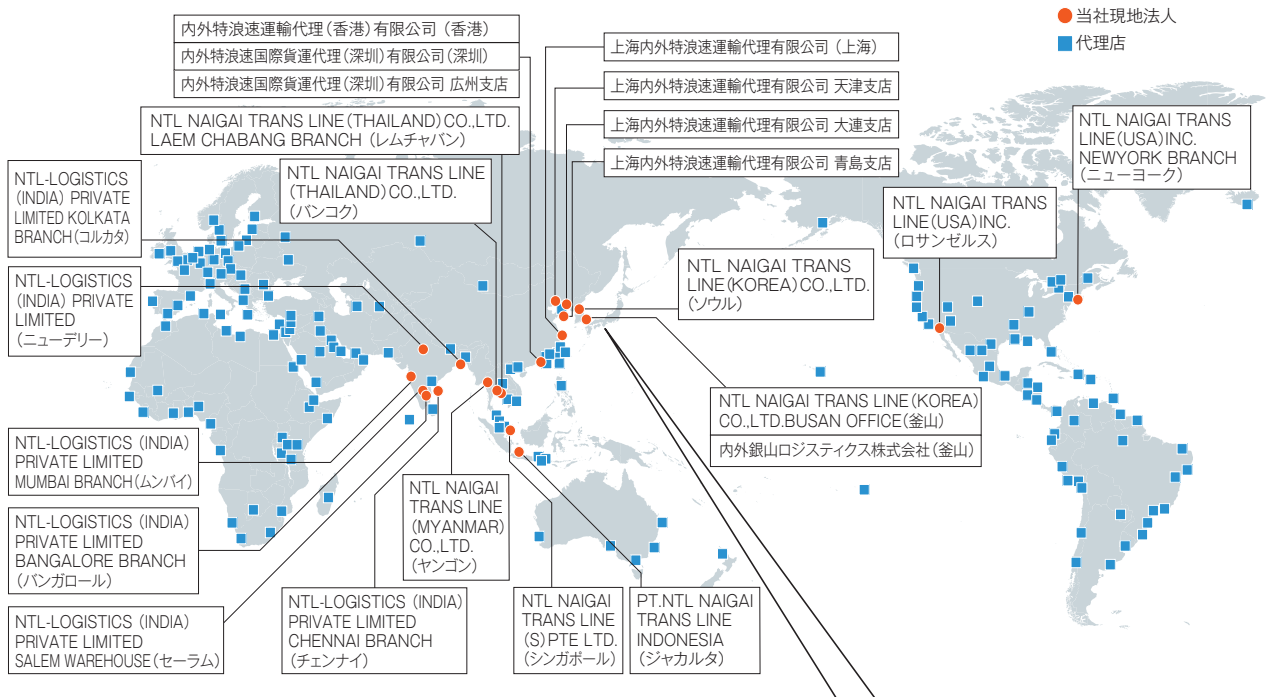 当社現地法人
代理店
内外特浪速運輸代理(香港)有限公司 (香港)
内外特浪速国際貨運代理(深圳)有限公司(深圳)
内外特浪速国際貨運代理(深圳)有限公司 広州支店
NTL NAIGAI TRANS LINE(THAILAND)CO.,LTD.
LAEM CHABANG BRANCH (レムチャバン)
NTL NAIGAI TRANS LINE
(THAILAND)CO.,LTD.
(バンコク)
NTL-LOGISTICS
(INDIA) PRIVATE
LIMITED KOLKATA
BRANCH(コルカタ)
NTL-LOGISTICS
(INDIA) PRIVATE
LIMITED
(ニューデリー)
上海内外特浪速運輸代理有限公司 (上海)
上海内外特浪速運輸代理有限公司 天津支店
上海内外特浪速運輸代理有限公司 大連支店
上海内外特浪速運輸代理有限公司 青島支店
NTL NAIGAI TRANS
LINE(USA)INC.
NEWYORK BRANCH
(ニューヨーク)
NTL NAIGAI TRANS
LINE(USA)INC.
(ロサンゼルス)
NTL NAIGAI TRANS
LINE(KOREA)CO.,LTD.
(ソウル)
NTL NAIGAI TRANS LINE(KOREA)
CO.,LTD.BUSAN OFFICE(釜山)
内外銀山ロジスティクス株式会社(釜山)
NTL-LOGISTICS (INDIA)
PRIVATE LIMITED
MUMBAI BRANCH(ムンバイ)
NTL-LOGISTICS (INDIA)
PRIVATE LIMITED
BANGALORE BRANCH
(バンガロール)
NTL-LOGISTICS (INDIA)
PRIVATE LIMITED
SALEM WAREHOUSE(セーラム)
NTL-LOGISTICS (INDIA)
PRIVATE LIMITED
CHENNAI BRANCH
(チェンナイ)
NTL NAIGAI
TRANS LINE
(MYANMAR)
CO.,LTD.
(ヤンゴン)
NTL NAIGAI
TRANS LINE
(S)PTE LTD.
(シンガポール)
PT.NTL NAIGAI
TRANS LINE
INDONESIA
(ジャカルタ)